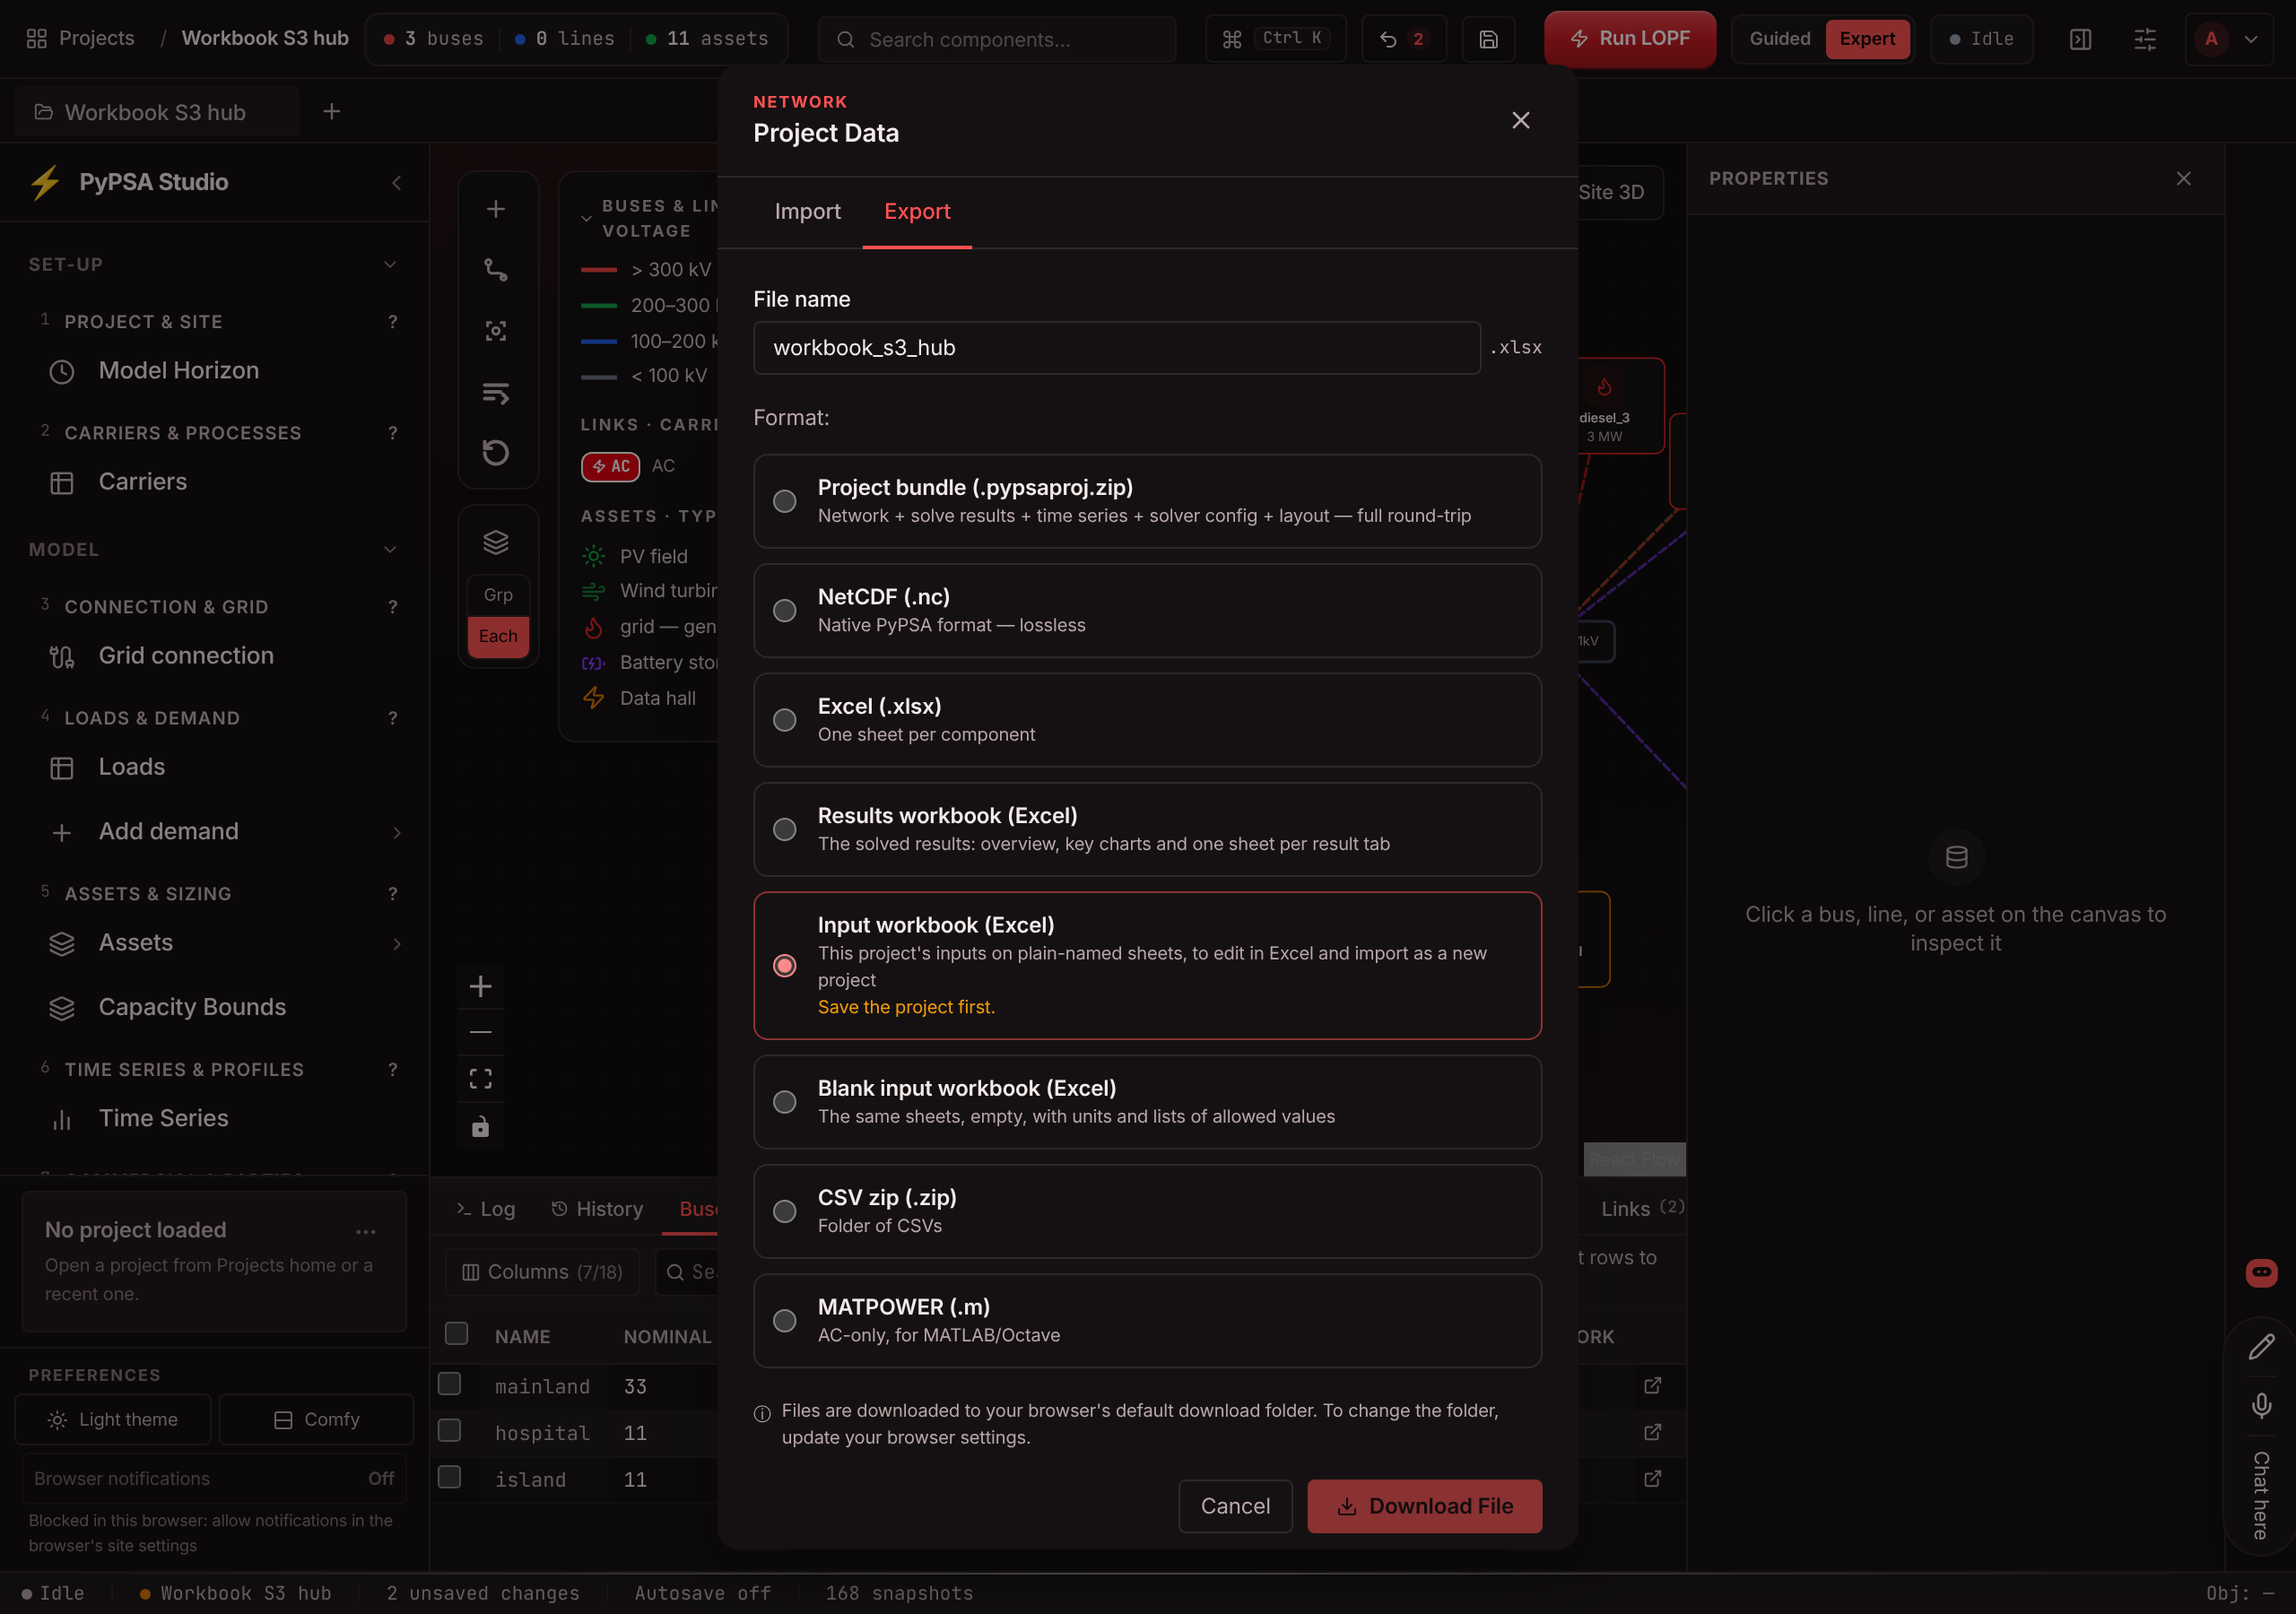 Projects / Workbook S3 hub
3 buses 0 lines 11 assets
Search components...
Ctrl K
2
Run LOPF
Guided Expert
Idle
A
Workbook S3 hub
PyPSA Studio
SET-UP
1 PROJECT & SITE ?
Model Horizon
2 CARRIERS & PROCESSES ?
Carriers
MODEL
3 CONNECTION & GRID ?
Grid connection
4 LOADS & DEMAND ?
Loads
Add demand
5 ASSETS & SIZING ?
Assets
Capacity Bounds
6 TIME SERIES & PROFILES ?
Time Series
No project loaded
Open a project from Projects home or a
recent one.
PREFERENCES
Light theme Comfy
Browser notifications Off
Blocked in this browser: allow notifications in the
browser's site settings
Grp
Each
BUSES & LIN
VOLTAGE
> 300 kV
200–300
100–200 k
< 100 kV
LINKS · CARRI
AC AC
ASSETS · TYP
PV field
Wind turbin
grid — gen
Battery stor
Data hall
NETWORK
Project Data
Import Export
File name
workbook_s3_hub .xlsx
Format:
Project bundle (.pypsaproj.zip)
Network + solve results + time series + solver config + layout — full round-trip
NetCDF (.nc)
Native PyPSA format — lossless
Excel (.xlsx)
One sheet per component
Results workbook (Excel)
The solved results: overview, key charts and one sheet per result tab
Input workbook (Excel)
This project's inputs on plain-named sheets, to edit in Excel and import as a new
project
Save the project first.
Blank input workbook (Excel)
The same sheets, empty, with units and lists of allowed values
CSV zip (.zip)
Folder of CSVs
MATPOWER (.m)
AC-only, for MATLAB/Octave
Files are downloaded to your browser's default download folder. To change the folder,
update your browser settings.
Cancel Download File
Site 3D
diesel_3
3 MW
1kV
React Flow
PROPERTIES
Click a bus, line, or asset on the canvas to
inspect it
Log History Buse
Links (2)
Columns (7/18) Se
t rows to
NAME NOMINAL ORK
mainland 33
hospital 11
island 11
Chat here
Idle Workbook S3 hub 2 unsaved changes Autosave off 168 snapshots Obj: —